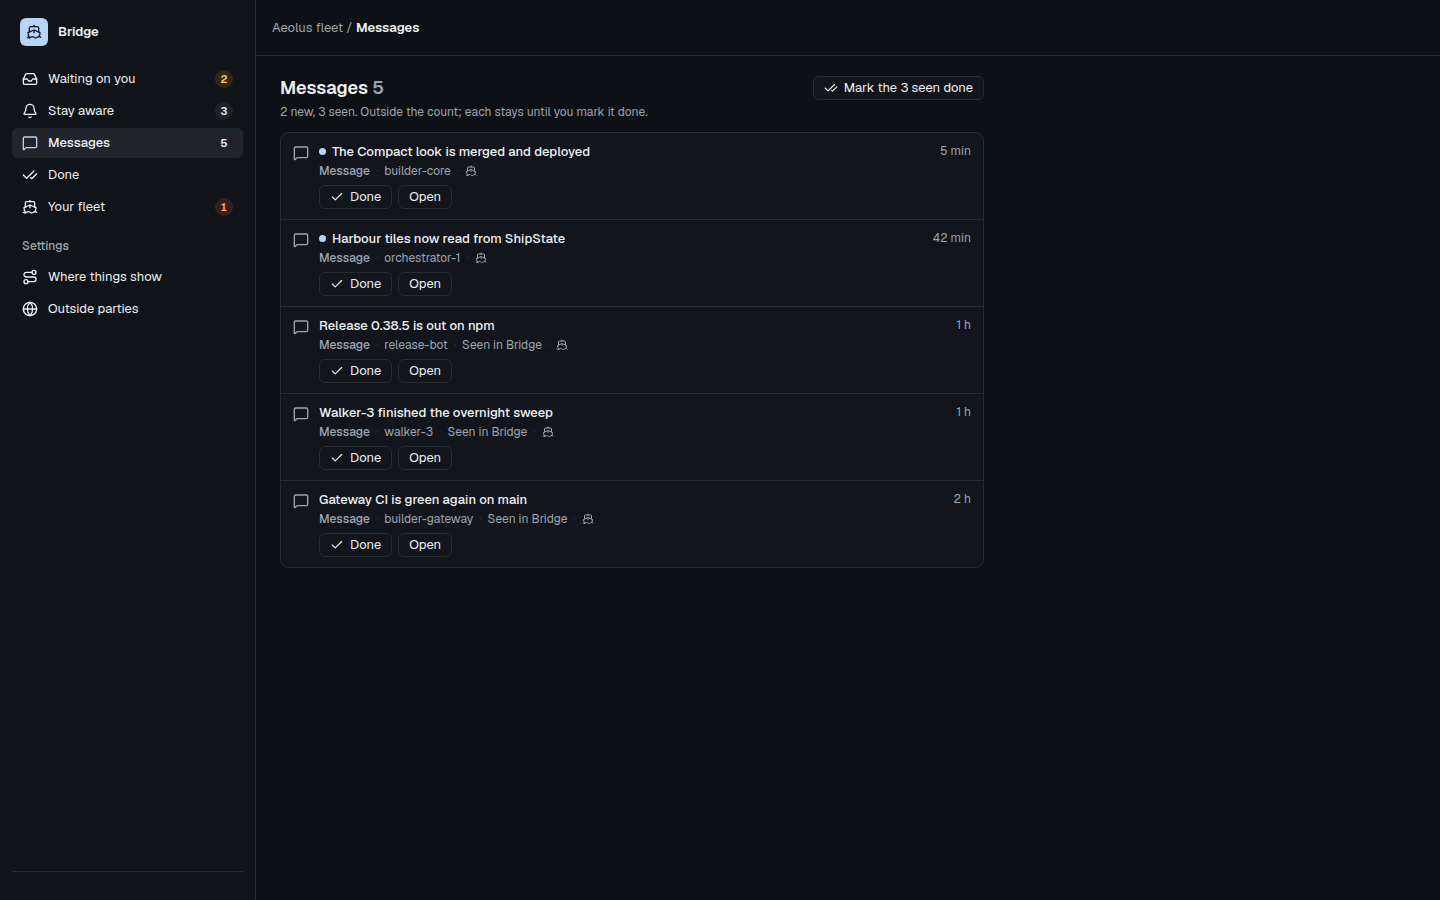 Bridge
Waiting on you 2
Stay aware 3
Messages 5
Done
Your fleet 1
Settings
Where things show
Outside parties
Aeolus fleet / Messages
Messages 5
Mark the 3 seen done
2 new, 3 seen. Outside the count; each stays until you mark it done.
The Compact look is merged and deployed 5 min
Message · builder-core ·
Done Open
Harbour tiles now read from ShipState 42 min
Message · orchestrator-1 ·
Done Open
Release 0.38.5 is out on npm 1 h
Message · release-bot · Seen in Bridge ·
Done Open
Walker-3 finished the overnight sweep 1 h
Message · walker-3 · Seen in Bridge ·
Done Open
Gateway CI is green again on main 2 h
Message · builder-gateway · Seen in Bridge ·
Done Open